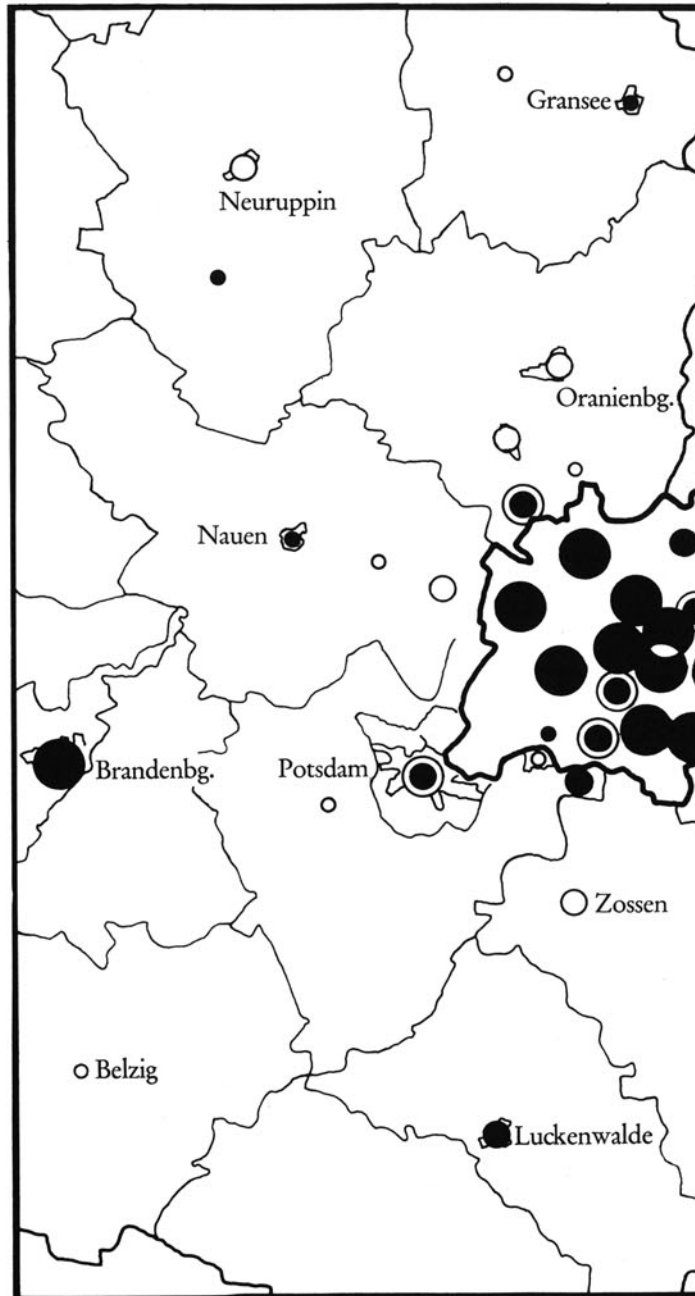 Gransee
Neuruppin
Oranienbg.
Nauen
Brandenbg.
Potsdam
Zossen
Belzig
Luckenwalde